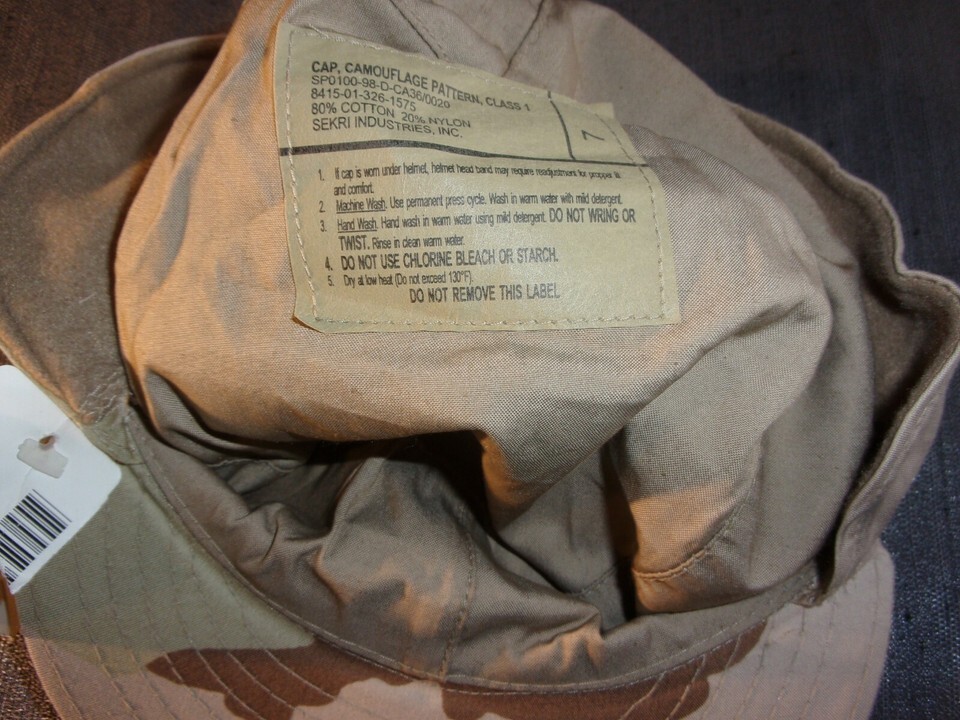 CAP, CAMOUFLAGE PATTERN, CLASS 1
SP0100-98-D-CA36/0020
8415-01-326-1575
80% COTTON 20% NYLON
SEKRI INDUSTRIES, INC.
7
1. If cap is worn under helmet, helmet head band may require readjustment for propper fit
and comfort.
2. Machine Wash. Use permanent press cycle. Wash in warm water with mild detergent.
3. Hand Wash. Hand wash in warm water using mild detergent. DO NOT WRING OR
TWIST. Rinse in clean warm water.
4. DO NOT USE CHLORINE BLEACH OR STARCH.
5. Dry at low heat (Do not exceed 130°F).
DO NOT REMOVE THIS LABEL